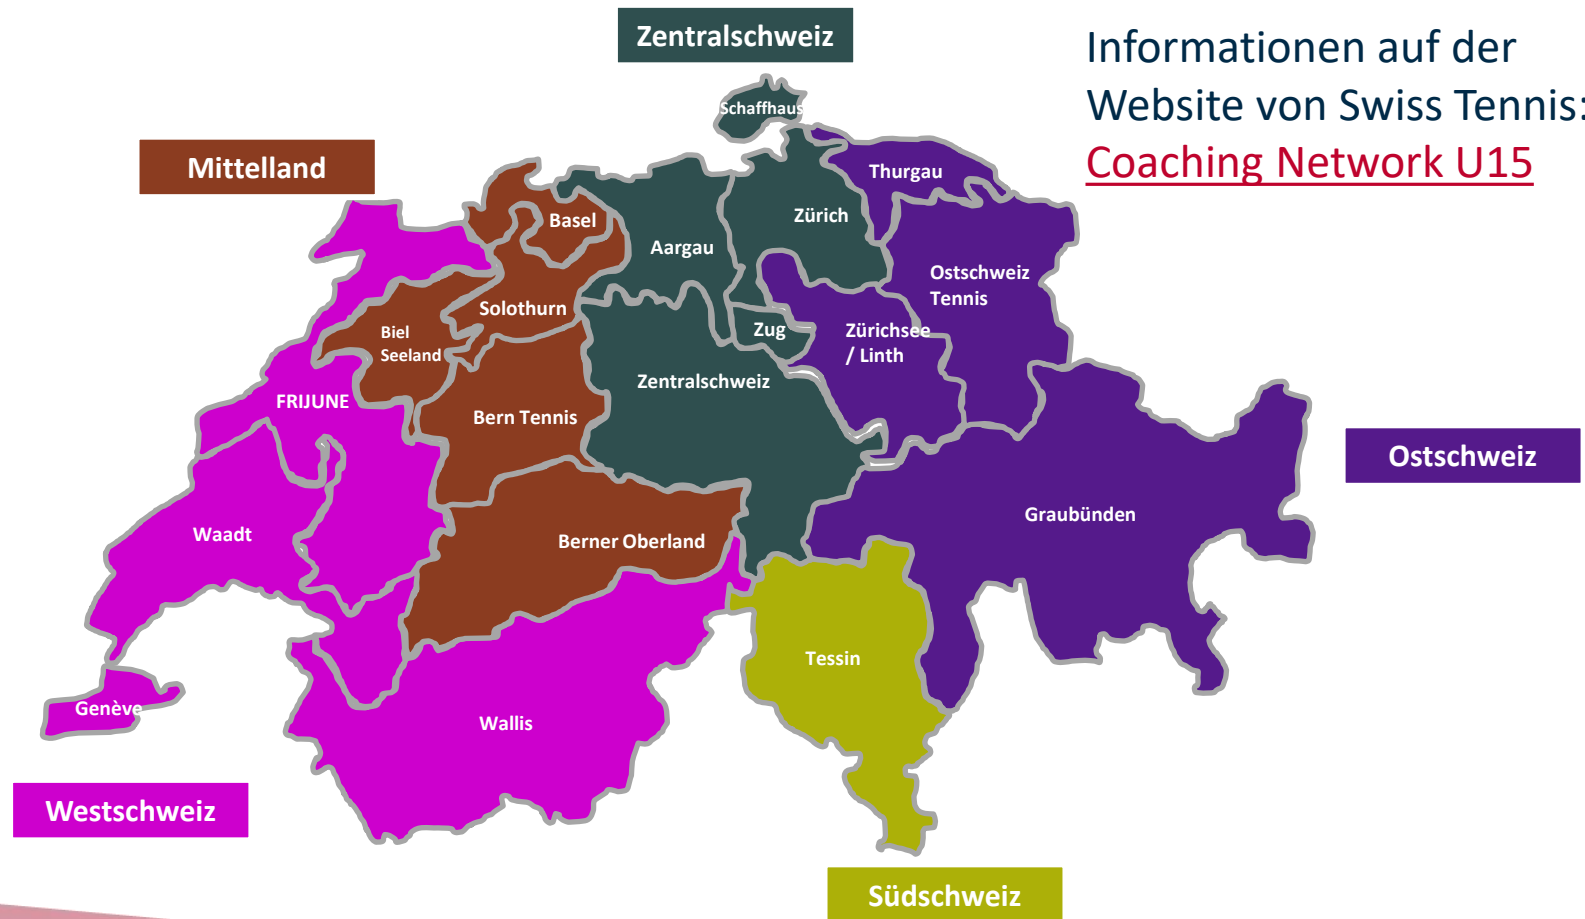 Zentralschweiz
Informationen auf der
Website von Swiss Tennis:
Coaching Network U15
Mittelland
Schaffhaus
Thurgau
Basel
Zürich
Aargau
Ostschweiz
Tennis
Solothurn
Biel
Seeland
Zug
Zürichsee
/ Linth
Zentralschweiz
FRIJUNE
Bern Tennis
Ostschweiz
Graubünden
Waadt
Berner Oberland
Tessin
Genève
Wallis
Westschweiz
Südschweiz